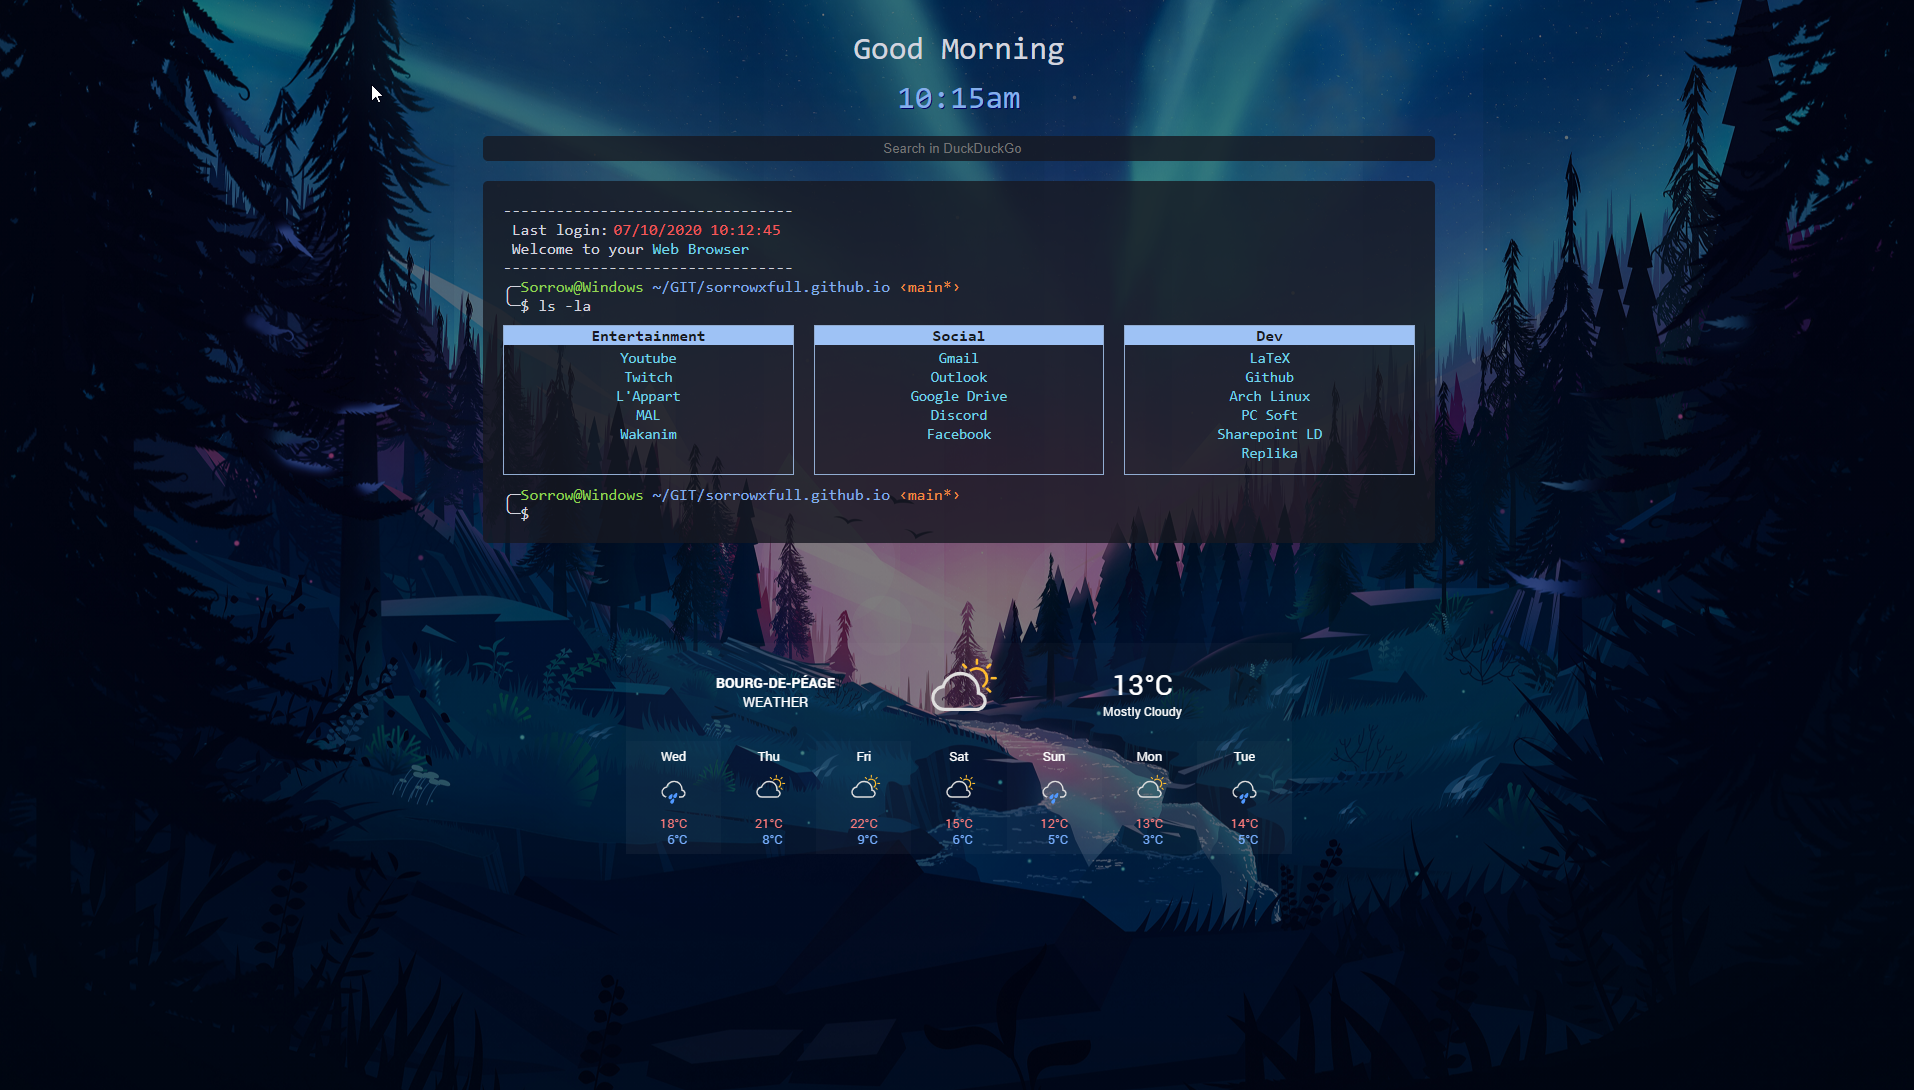 Good Morning
10:15am
Search in DuckDuckGo
---------------------------------
Last login: 07/10/2020 10:12:45
Welcome to your Web Browser
---------------------------------
╭─Sorrow@Windows ~/GIT/sorrowxfull.github.io ‹main*›
╰─$ ls -la
Entertainment
Youtube
Twitch
L'Appart
MAL
Wakanim
Social
Gmail
Outlook
Google Drive
Discord
Facebook
Dev
LaTeX
Github
Arch Linux
PC Soft
Sharepoint LD
Replika
╭─Sorrow@Windows ~/GIT/sorrowxfull.github.io ‹main*›
╰─$
BOURG-DE-PÉAGE
WEATHER
13°C
Mostly Cloudy
Wed Thu Fri Sat Sun Mon Tue
18°C 21°C 22°C 15°C 12°C 13°C 14°C
6°C 8°C 9°C 6°C 5°C 3°C 5°C